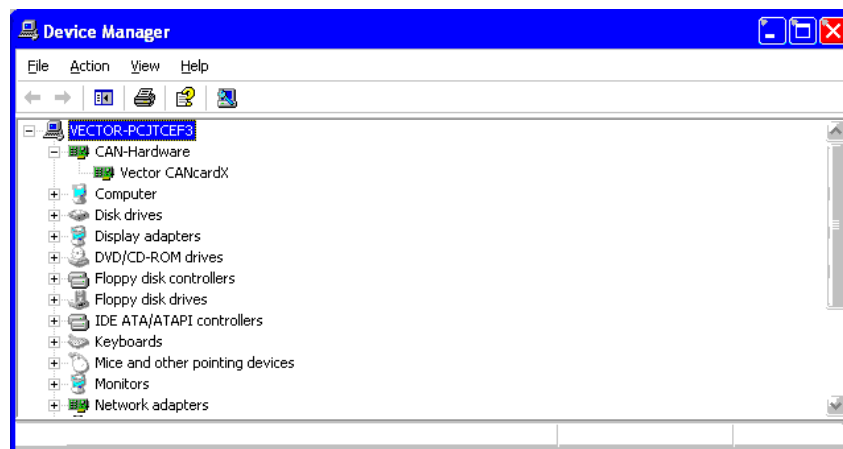 Device Manager
File Action View Help
VECTOR-PCJTCEF3
CAN-Hardware
Vector CANcardX
Computer
Disk drives
Display adapters
DVD/CD-ROM drives
Floppy disk controllers
Floppy disk drives
IDE ATA/ATAPI controllers
Keyboards
Mice and other pointing devices
Monitors
Network adapters